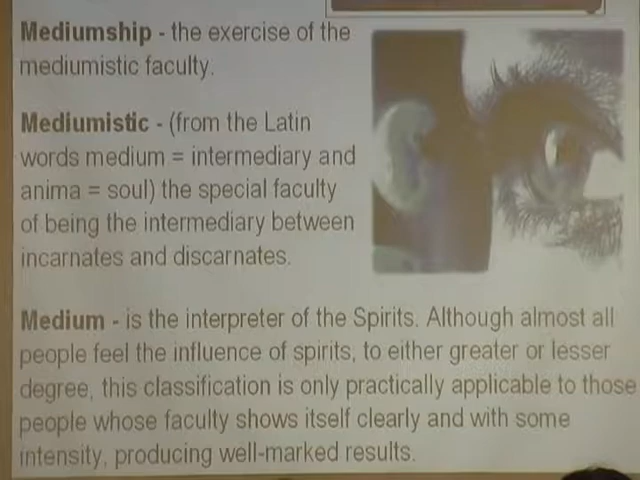 Mediumship - the exercise of the
mediumistic faculty.
Mediumistic - (from the Latin
words medium = intermediary and
anima = soul) the special faculty
of being the intermediary between
incarnates and discarnates.
Medium - is the interpreter of the Spirits. Although almost all
people feel the influence of spirits, to either greater or lesser
degree, this classification is only practically applicable to those
people whose faculty shows itself clearly and with some
intensity, producing well-marked results.